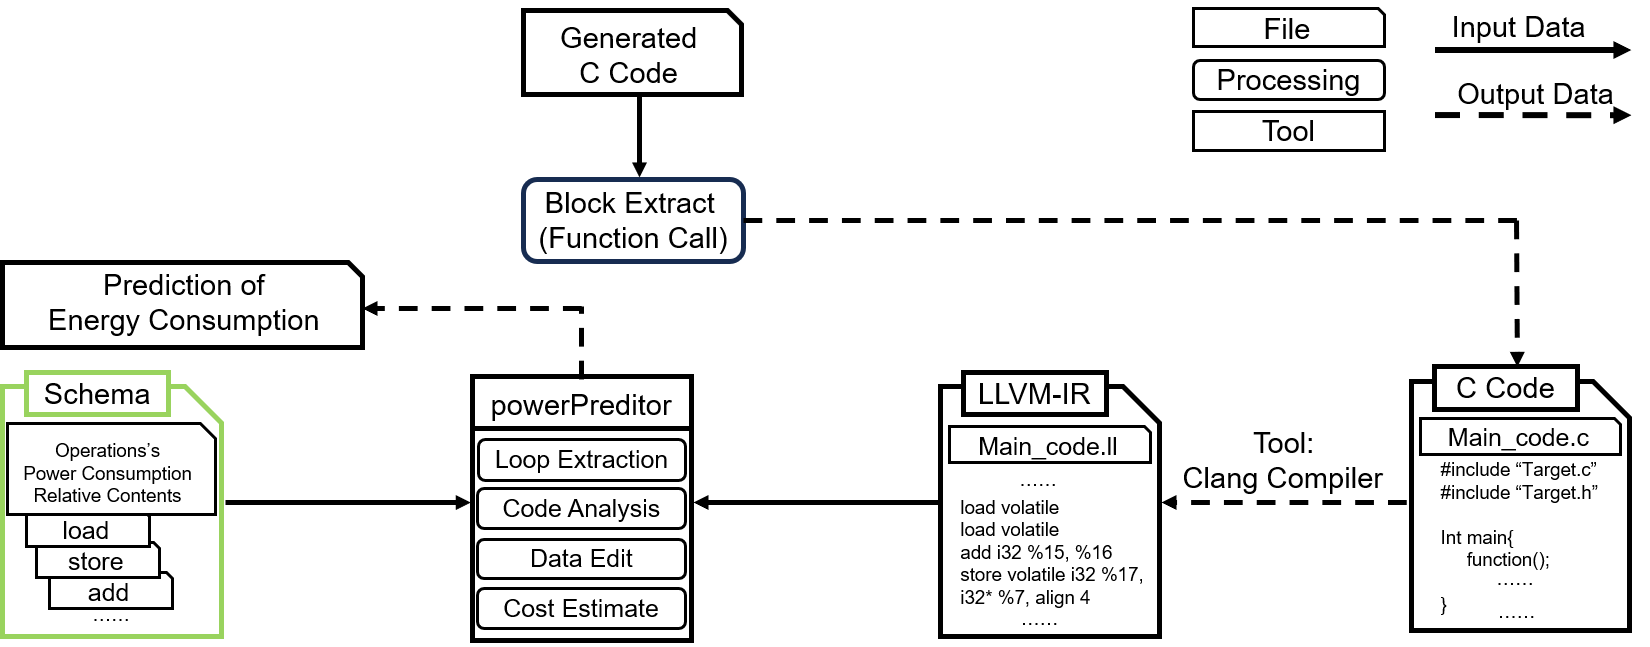 Generated
C Code
File
Processing
Tool
Input Data
Output Data
Block Extract
(Function Call)
Prediction of
Energy Consumption
Schema
Operations's
Power Consumption
Relative Contents
load
store
add
......
powerPreditor
Loop Extraction
Code Analysis
Data Edit
Cost Estimate
LLVM-IR
Main_code.ll
......
load volatile
load volatile
add i32 %15, %16
store volatile i32 %17,
i32* %7, align 4
......
Tool:
Clang Compiler
C Code
Main_code.c
#include “Target.c”
#include “Target.h”
Int main{
function();
......
}
......